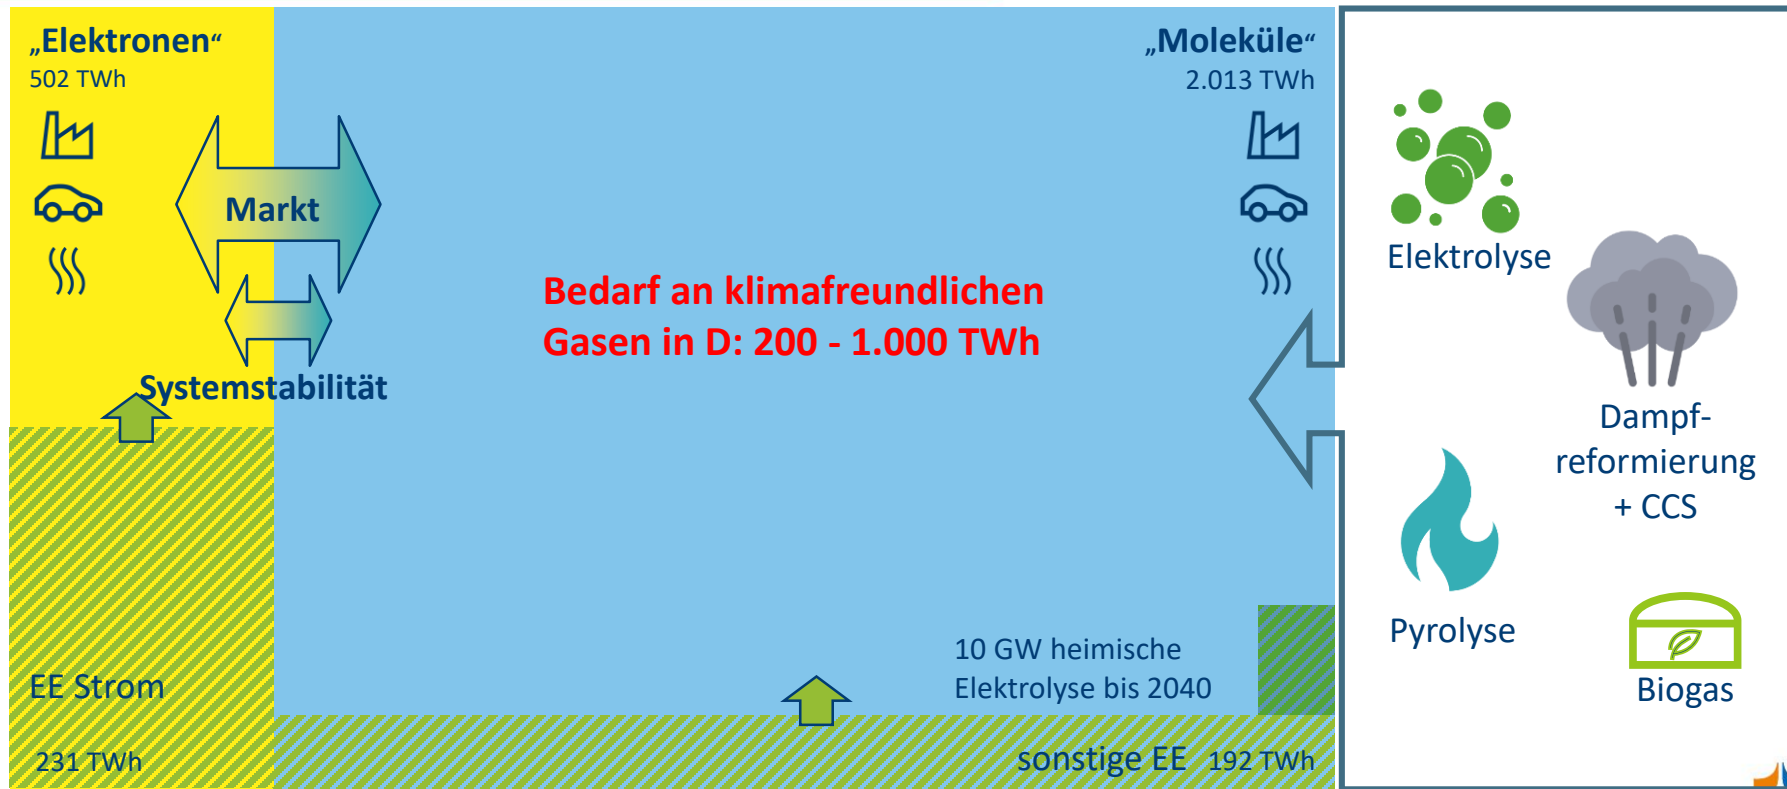 „Elektronen“
502 TWh
Markt
Systemstabilität
EE Strom
231 TWh
„Moleküle“
2.013 TWh
Bedarf an klimafreundlichen
Gasen in D: 200 - 1.000 TWh
10 GW heimische
Elektrolyse bis 2040
sonstige EE 192 TWh
Elektrolyse
Dampf-
reformierung
+ CCS
Pyrolyse
Biogas